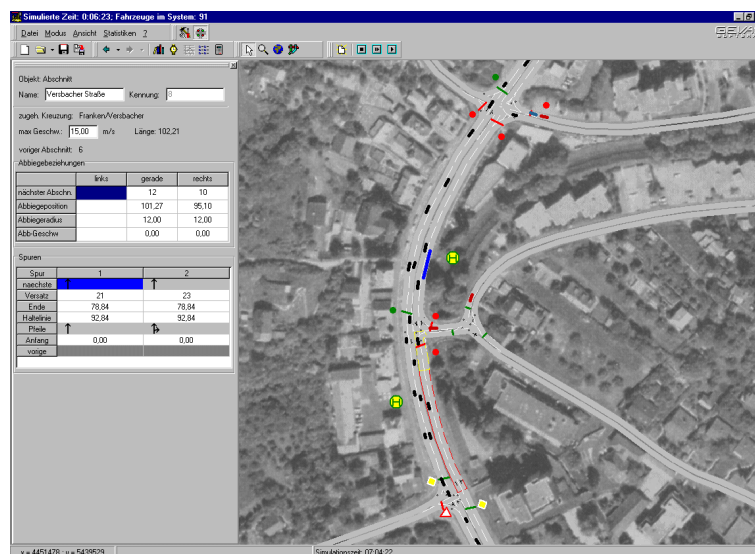 Simulierte Zeit: 0:06:23; Fahrzeuge im System: 91
Datei Modus Ansicht Statistiken ?
GEVAS
SOFTWARE
Objekt: Abschnitt
Name: Versbacher Straße Kennung: 8
zugeh. Kreuzung: Franken/Versbacher
max Geschw.: 15,00 m/s Länge: 102,21
voriger Abschnitt: 6
Abbiegebeziehungen
links gerade rechts
nächster Abschn. 12 10
Abbiegeposition 101,27 95,10
Abbiegeradius 12,00 12,00
Abb-Geschw 0,00 0,00
Spuren
Spur 1 2
naechste
Versatz 21 23
Ende 78,84 78,84
Haltelinie 92,84 92,84
Pfeile
Anfang 0,00 0,00
vorige
H
H
x = 4451478 : y = 5439529
Simulationszeit: 07:04:22